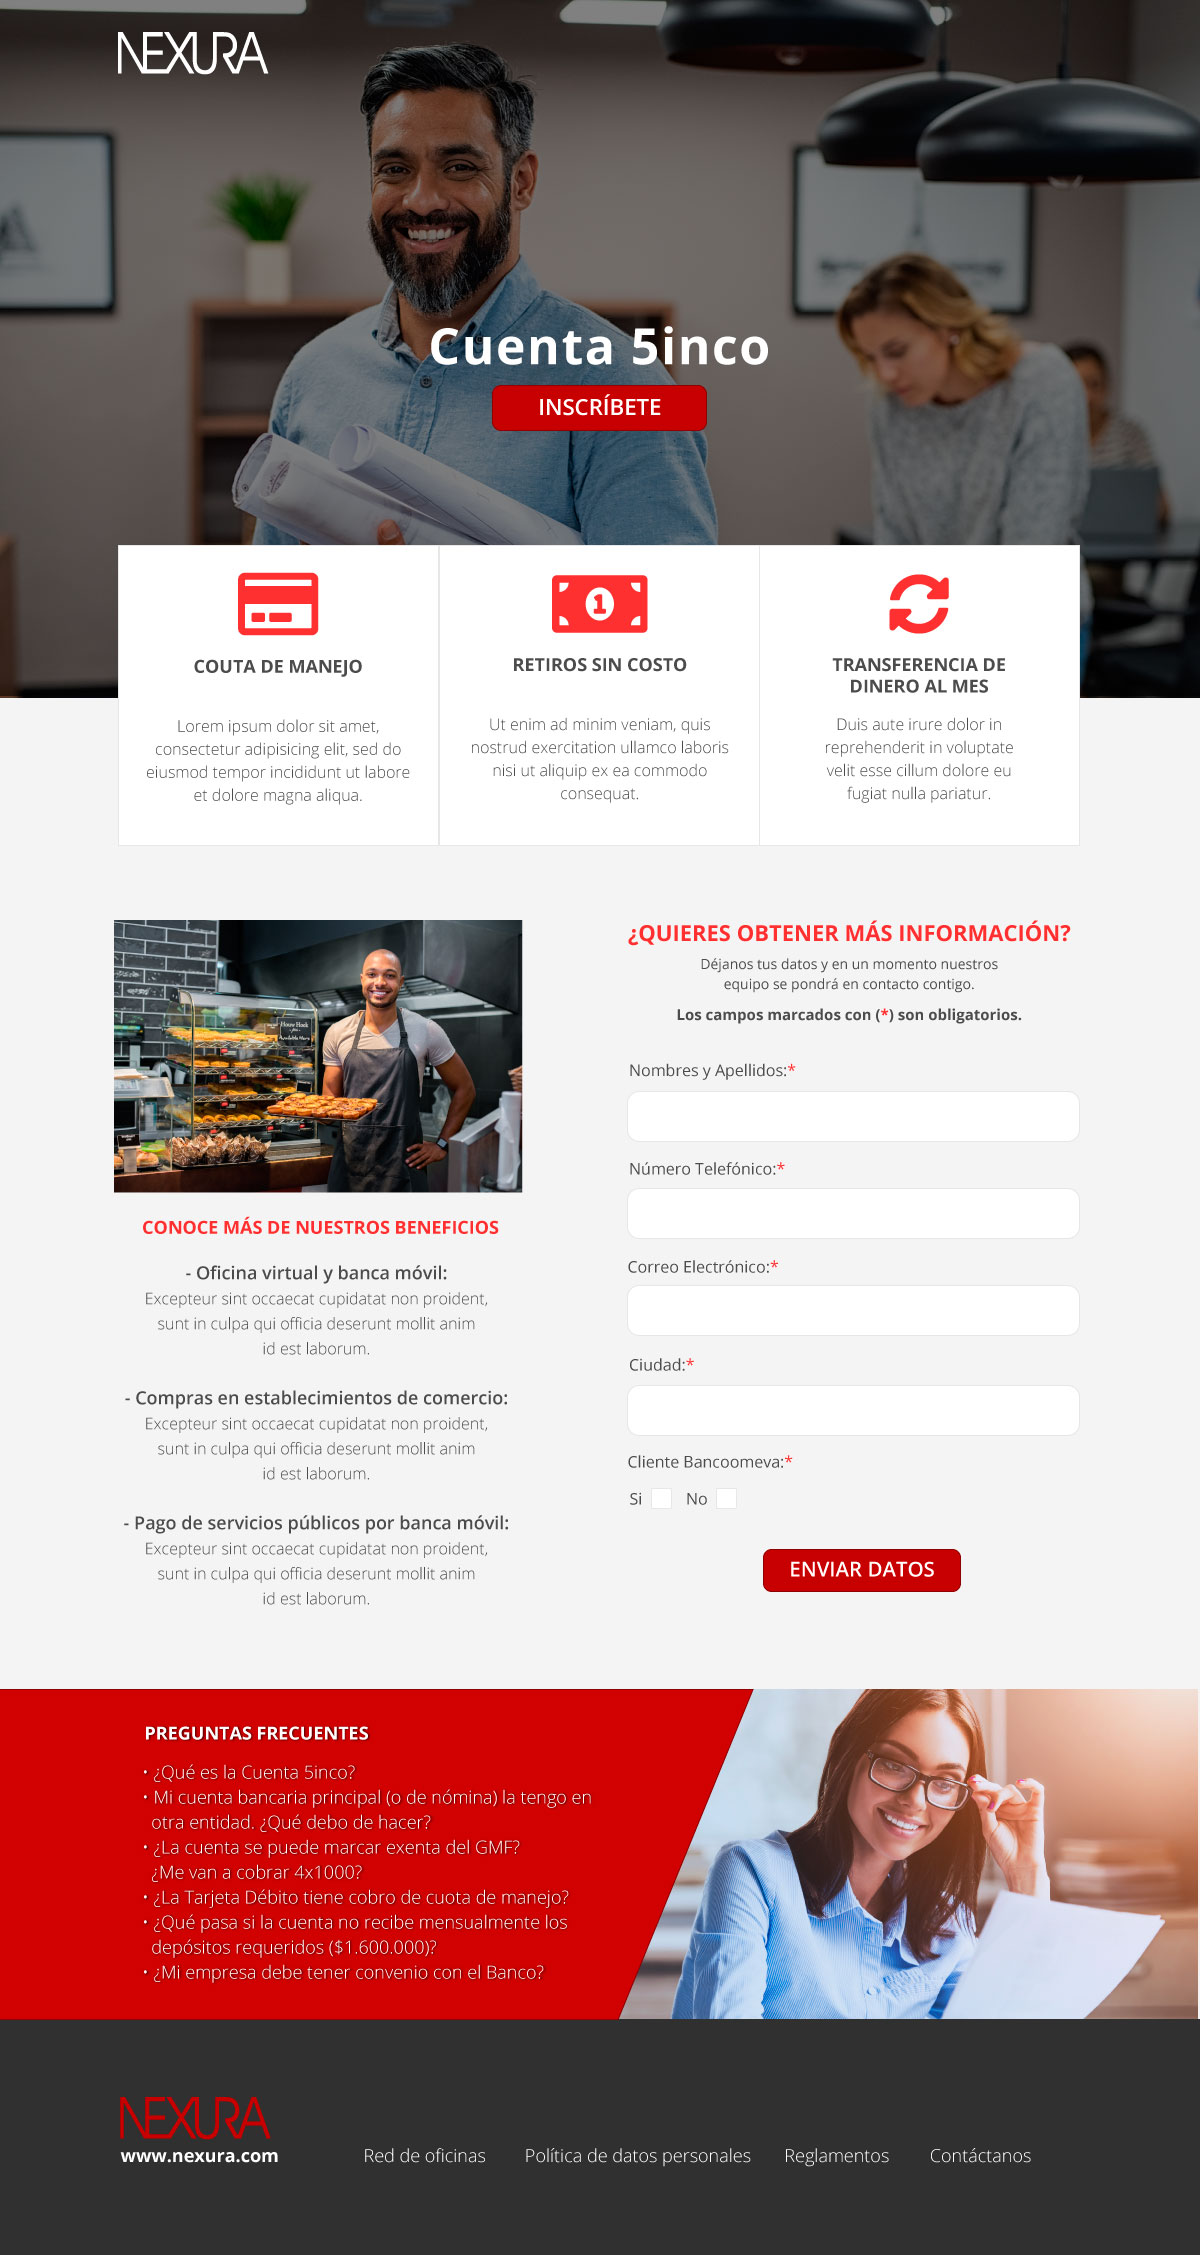 NEXURA
Cuenta 5inco
INSCRÍBETE
COUTA DE MANEJO
Lorem ipsum dolor sit amet,
consectetur adipisicing elit, sed do
eiusmod tempor incididunt ut labore
et dolore magna aliqua.
RETIROS SIN COSTO
Ut enim ad minim veniam, quis
nostrud exercitation ullamco laboris
nisi ut aliquip ex ea commodo
consequat.
TRANSFERENCIA DE
DINERO AL MES
Duis aute irure dolor in
reprehenderit in voluptate
velit esse cillum dolore eu
fugiat nulla pariatur.
CONOCE MÁS DE NUESTROS BENEFICIOS
- Oficina virtual y banca móvil:
Excepteur sint occaecat cupidatat non proident,
sunt in culpa qui officia deserunt mollit anim
id est laborum.
- Compras en establecimientos de comercio:
Excepteur sint occaecat cupidatat non proident,
sunt in culpa qui officia deserunt mollit anim
id est laborum.
- Pago de servicios públicos por banca móvil:
Excepteur sint occaecat cupidatat non proident,
sunt in culpa qui officia deserunt mollit anim
id est laborum.
¿QUIERES OBTENER MÁS INFORMACIÓN?
Déjanos tus datos y en un momento nuestros
equipo se pondrá en contacto contigo.
Los campos marcados con (*) son obligatorios.
Nombres y Apellidos:*
Número Telefónico:*
Correo Electrónico:*
Ciudad:*
Cliente Bancoomeva:*
Si No
ENVIAR DATOS
PREGUNTAS FRECUENTES
• ¿Qué es la Cuenta 5inco?
• Mi cuenta bancaria principal (o de nómina) la tengo en
otra entidad. ¿Qué debo de hacer?
• ¿La cuenta se puede marcar exenta del GMF?
¿Me van a cobrar 4x1000?
• ¿La Tarjeta Débito tiene cobro de cuota de manejo?
• ¿Qué pasa si la cuenta no recibe mensualmente los
depósitos requeridos ($1.600.000)?
• ¿Mi empresa debe tener convenio con el Banco?
NEXURA
www.nexura.com
Red de oficinas
Política de datos personales
Reglamentos
Contáctanos